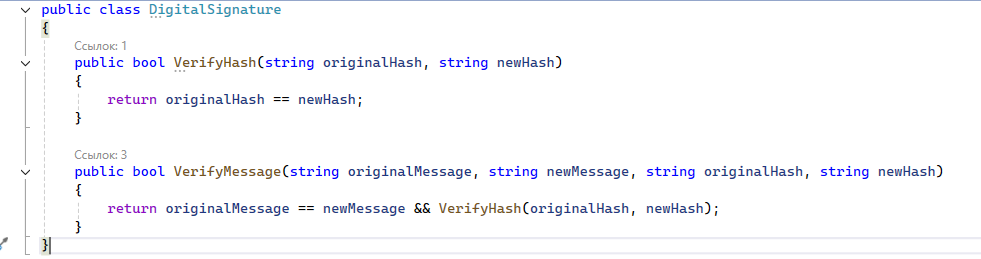 public class DigitalSignature
{
Ссылок: 1
public bool VerifyHash(string originalHash, string newHash)
{
return originalHash == newHash;
}
Ссылок: 3
public bool VerifyMessage(string originalMessage, string newMessage, string originalHash, string newHash)
{
return originalMessage == newMessage && VerifyHash(originalHash, newHash);
}
}